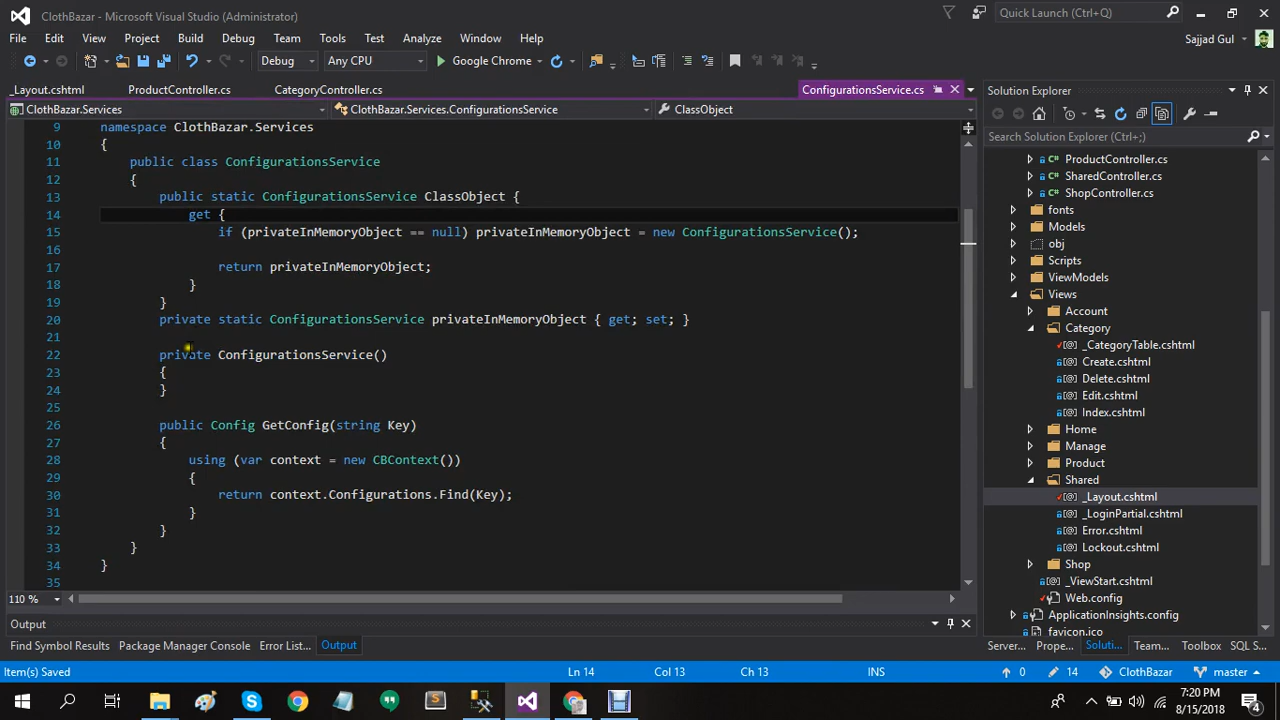 ClothBazar - Microsoft Visual Studio (Administrator)
Quick Launch (Ctrl+Q)
File Edit View Project Build Debug Team Tools Test Analyze Window Help
Sajjad Gul
Debug Any CPU Google Chrome
_Layout.cshtml ProductController.cs CategoryController.cs ConfigurationsService.cs
ClothBazar.Services ClothBazar.Services.ConfigurationsService ClassObject
9 namespace ClothBazar.Services
10 {
11 public class ConfigurationsService
12 {
13 public static ConfigurationsService ClassObject {
14 get {
15 if (privateInMemoryObject == null) privateInMemoryObject = new ConfigurationsService();
16
17 return privateInMemoryObject;
18 }
19 }
20 private static ConfigurationsService privateInMemoryObject { get; set; }
21
22 private ConfigurationsService()
23 {
24 }
25
26 public Config GetConfig(string Key)
27 {
28 using (var context = new CBContext())
29 {
30 return context.Configurations.Find(Key);
31 }
32 }
33 }
34 }
35
110 %
Output
Find Symbol Results Package Manager Console Error List... Output
Solution Explorer
Search Solution Explorer (Ctrl+;)
ProductController.cs
SharedController.cs
ShopController.cs
fonts
Models
obj
Scripts
ViewModels
Views
Account
Category
_CategoryTable.cshtml
Create.cshtml
Delete.cshtml
Edit.cshtml
Index.cshtml
Home
Manage
Product
Shared
_Layout.cshtml
_LoginPartial.cshtml
Error.cshtml
Lockout.cshtml
Shop
_ViewStart.cshtml
Web.config
ApplicationInsights.config
favicon.ico
Server... Prope... Soluti... Team... Toolbox SQL S...
Item(s) Saved Ln 14 Col 13 Ch 13 INS 0 14 ClothBazar master
7:20 PM
8/15/2018
4